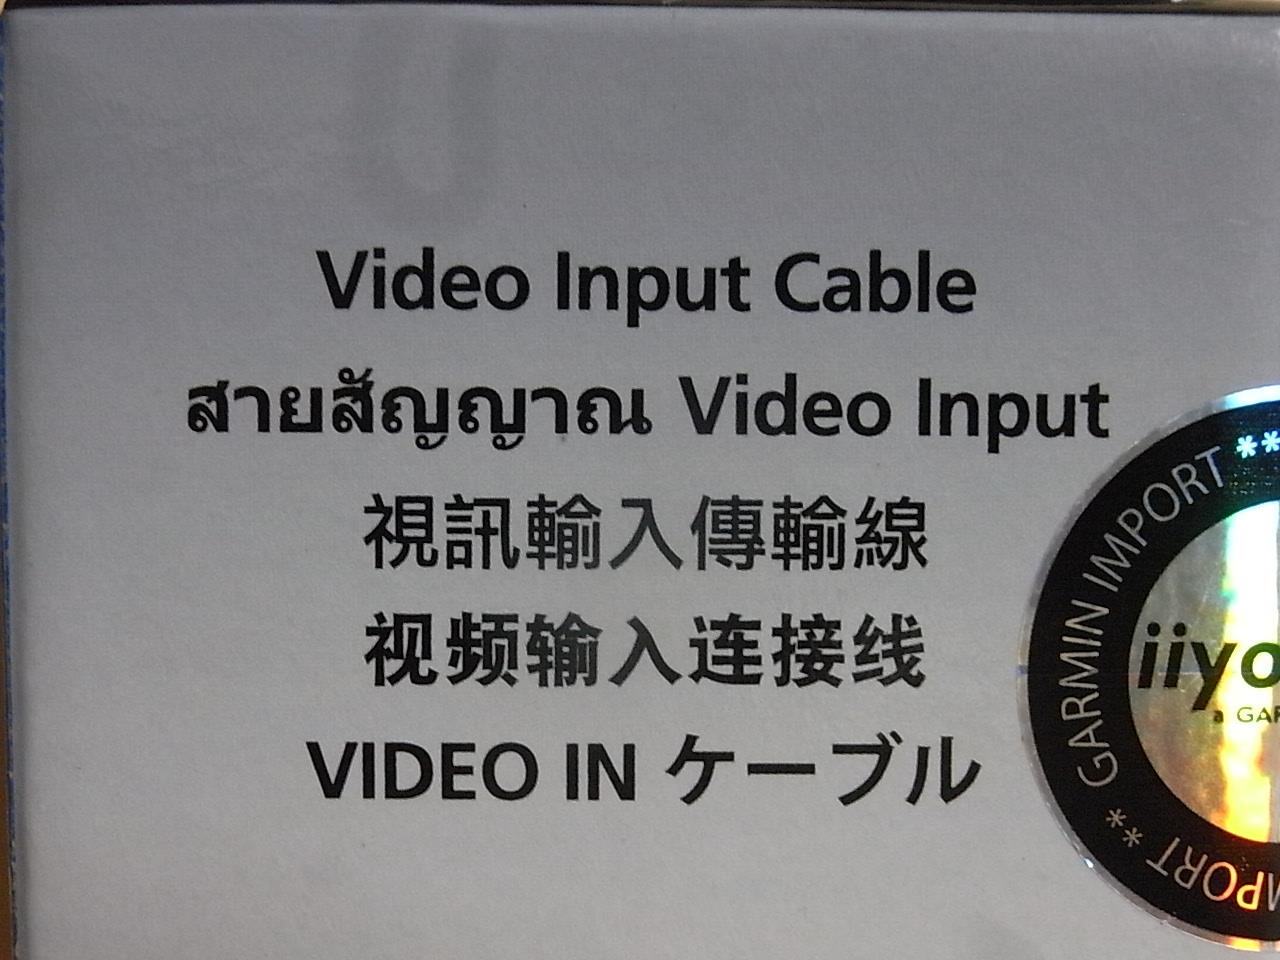 Video Input Cable
สายสัญญาณ Video Input
視訊輸入傳輸線
视频输入连接线
VIDEO IN ケーブル
** GARMIN IMPORT **
iiyo
a GAR